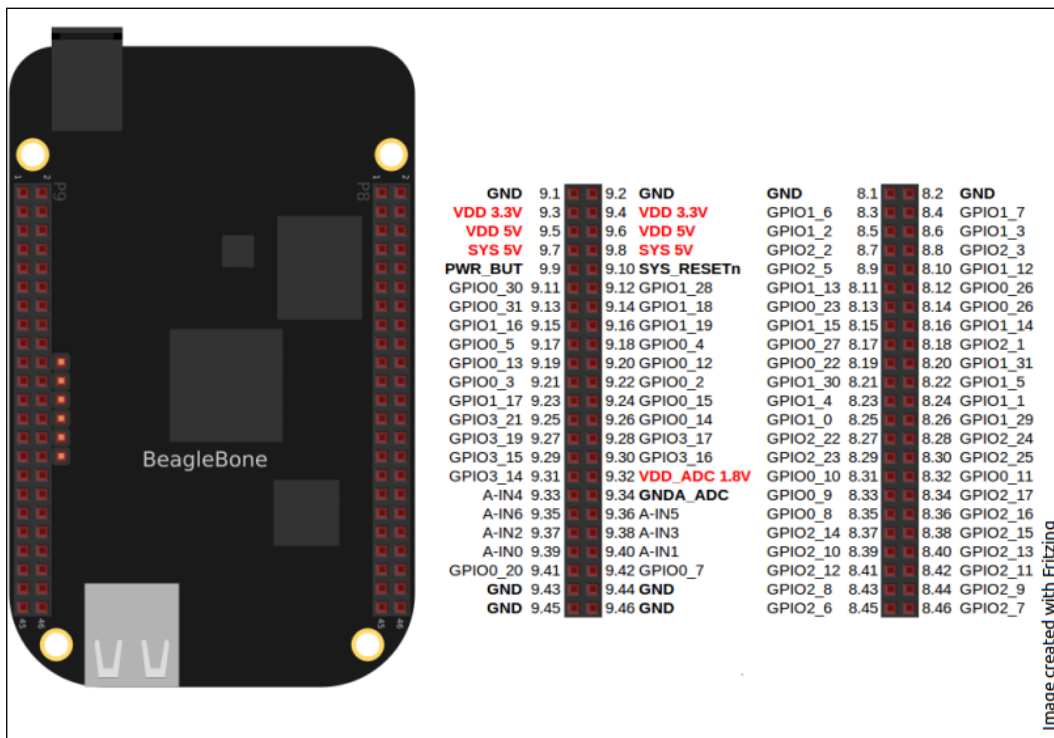 1 2
P9
1 2
P8
BeagleBone
45 46
45 46
GND 9.1 9.2 GND
VDD 3.3V 9.3 9.4 VDD 3.3V
VDD 5V 9.5 9.6 VDD 5V
SYS 5V 9.7 9.8 SYS 5V
PWR_BUT 9.9 9.10 SYS_RESETn
GPIO0_30 9.11 9.12 GPIO1_28
GPIO0_31 9.13 9.14 GPIO1_18
GPIO1_16 9.15 9.16 GPIO1_19
GPIO0_5 9.17 9.18 GPIO0_4
GPIO0_13 9.19 9.20 GPIO0_12
GPIO0_3 9.21 9.22 GPIO0_2
GPIO1_17 9.23 9.24 GPIO0_15
GPIO3_21 9.25 9.26 GPIO0_14
GPIO3_19 9.27 9.28 GPIO3_17
GPIO3_15 9.29 9.30 GPIO3_16
GPIO3_14 9.31 9.32 VDD_ADC 1.8V
A-IN4 9.33 9.34 GNDA_ADC
A-IN6 9.35 9.36 A-IN5
A-IN2 9.37 9.38 A-IN3
A-IN0 9.39 9.40 A-IN1
GPIO0_20 9.41 9.42 GPIO0_7
GND 9.43 9.44 GND
GND 9.45 9.46 GND
GND 8.1 8.2 GND
GPIO1_6 8.3 8.4 GPIO1_7
GPIO1_2 8.5 8.6 GPIO1_3
GPIO2_2 8.7 8.8 GPIO2_3
GPIO2_5 8.9 8.10 GPIO1_12
GPIO1_13 8.11 8.12 GPIO0_26
GPIO0_23 8.13 8.14 GPIO0_26
GPIO1_15 8.15 8.16 GPIO1_14
GPIO0_27 8.17 8.18 GPIO2_1
GPIO0_22 8.19 8.20 GPIO1_31
GPIO1_30 8.21 8.22 GPIO1_5
GPIO1_4 8.23 8.24 GPIO1_1
GPIO1_0 8.25 8.26 GPIO1_29
GPIO2_22 8.27 8.28 GPIO2_24
GPIO2_23 8.29 8.30 GPIO2_25
GPIO0_10 8.31 8.32 GPIO0_11
GPIO0_9 8.33 8.34 GPIO2_17
GPIO0_8 8.35 8.36 GPIO2_16
GPIO2_14 8.37 8.38 GPIO2_15
GPIO2_10 8.39 8.40 GPIO2_13
GPIO2_12 8.41 8.42 GPIO2_11
GPIO2_8 8.43 8.44 GPIO2_9
GPIO2_6 8.45 8.46 GPIO2_7
Image created with Fritzing